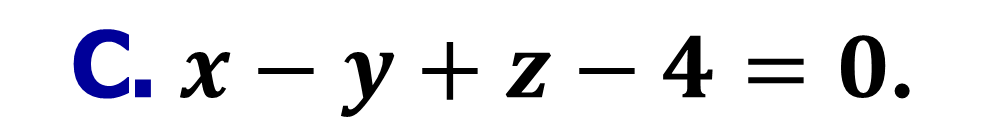 C. x − y + z − 4 = 0.